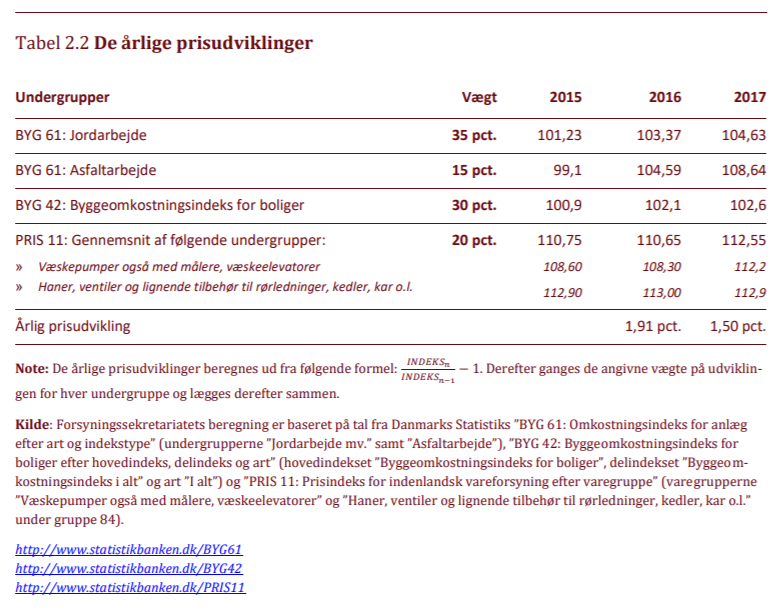 Tabel 2.2 De årlige prisudviklinger
Undergrupper Vægt 2015 2016 2017
BYG 61: Jordarbejde 35 pct. 101,23 103,37 104,63
BYG 61: Asfaltarbejde 15 pct. 99,1 104,59 108,64
BYG 42: Byggeomkostningsindeks for boliger 30 pct. 100,9 102,1 102,6
PRIS 11: Gennemsnit af følgende undergrupper: 20 pct. 110,75 110,65 112,55
» Væskepumper også med målere, væskeelevatorer 108,60 108,30 112,2
» Haner, ventiler og lignende tilbehør til rørledninger, kedler, kar o.l. 112,90 113,00 112,9
Årlig prisudvikling 1,91 pct. 1,50 pct.
Note: De årlige prisudviklinger beregnes ud fra følgende formel: INDEKSₙ / INDEKSₙ₋₁ − 1. Derefter ganges de angivne vægte på udviklin-
gen for hver undergruppe og lægges derefter sammen.
Kilde: Forsyningssekretariatets beregning er baseret på tal fra Danmarks Statistiks ”BYG 61: Omkostningsindeks for anlæg
efter art og indekstype” (undergrupperne ”Jordarbejde mv.” samt ”Asfaltarbejde”), ”BYG 42: Byggeomkostningsindeks for
boliger efter hovedindeks, delindeks og art” (hovedindekset ”Byggeomkostningsindeks for boliger”, delindekset ”Byggeom-
kostningsindeks i alt” og art ”I alt”) og ”PRIS 11: Prisindeks for indenlandsk vareforsyning efter varegruppe” (varegrupperne
”Væskepumper også med målere, væskeelevatorer” og ”Haner, ventiler og lignende tilbehør til rørledninger, kedler, kar o.l.”
under gruppe 84).
http://www.statistikbanken.dk/BYG61
http://www.statistikbanken.dk/BYG42
http://www.statistikbanken.dk/PRIS11